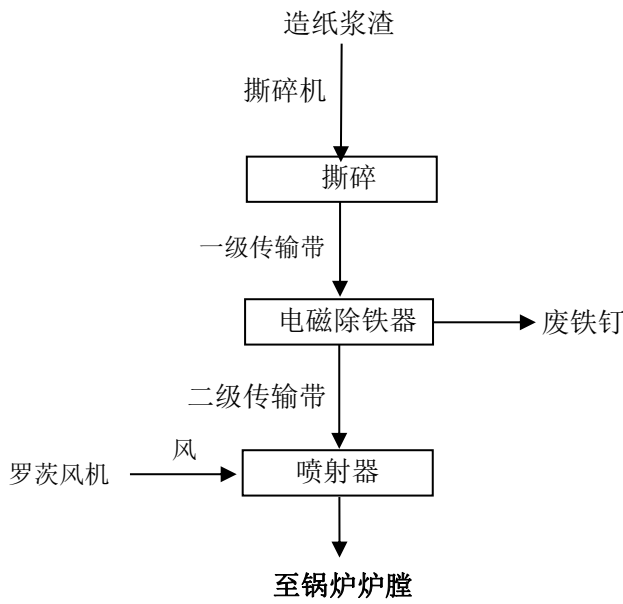 造纸浆渣
撕碎机
撕碎
一级传输带
电磁除铁器
废铁钉
二级传输带
风
罗茨风机
喷射器
至锅炉炉膛